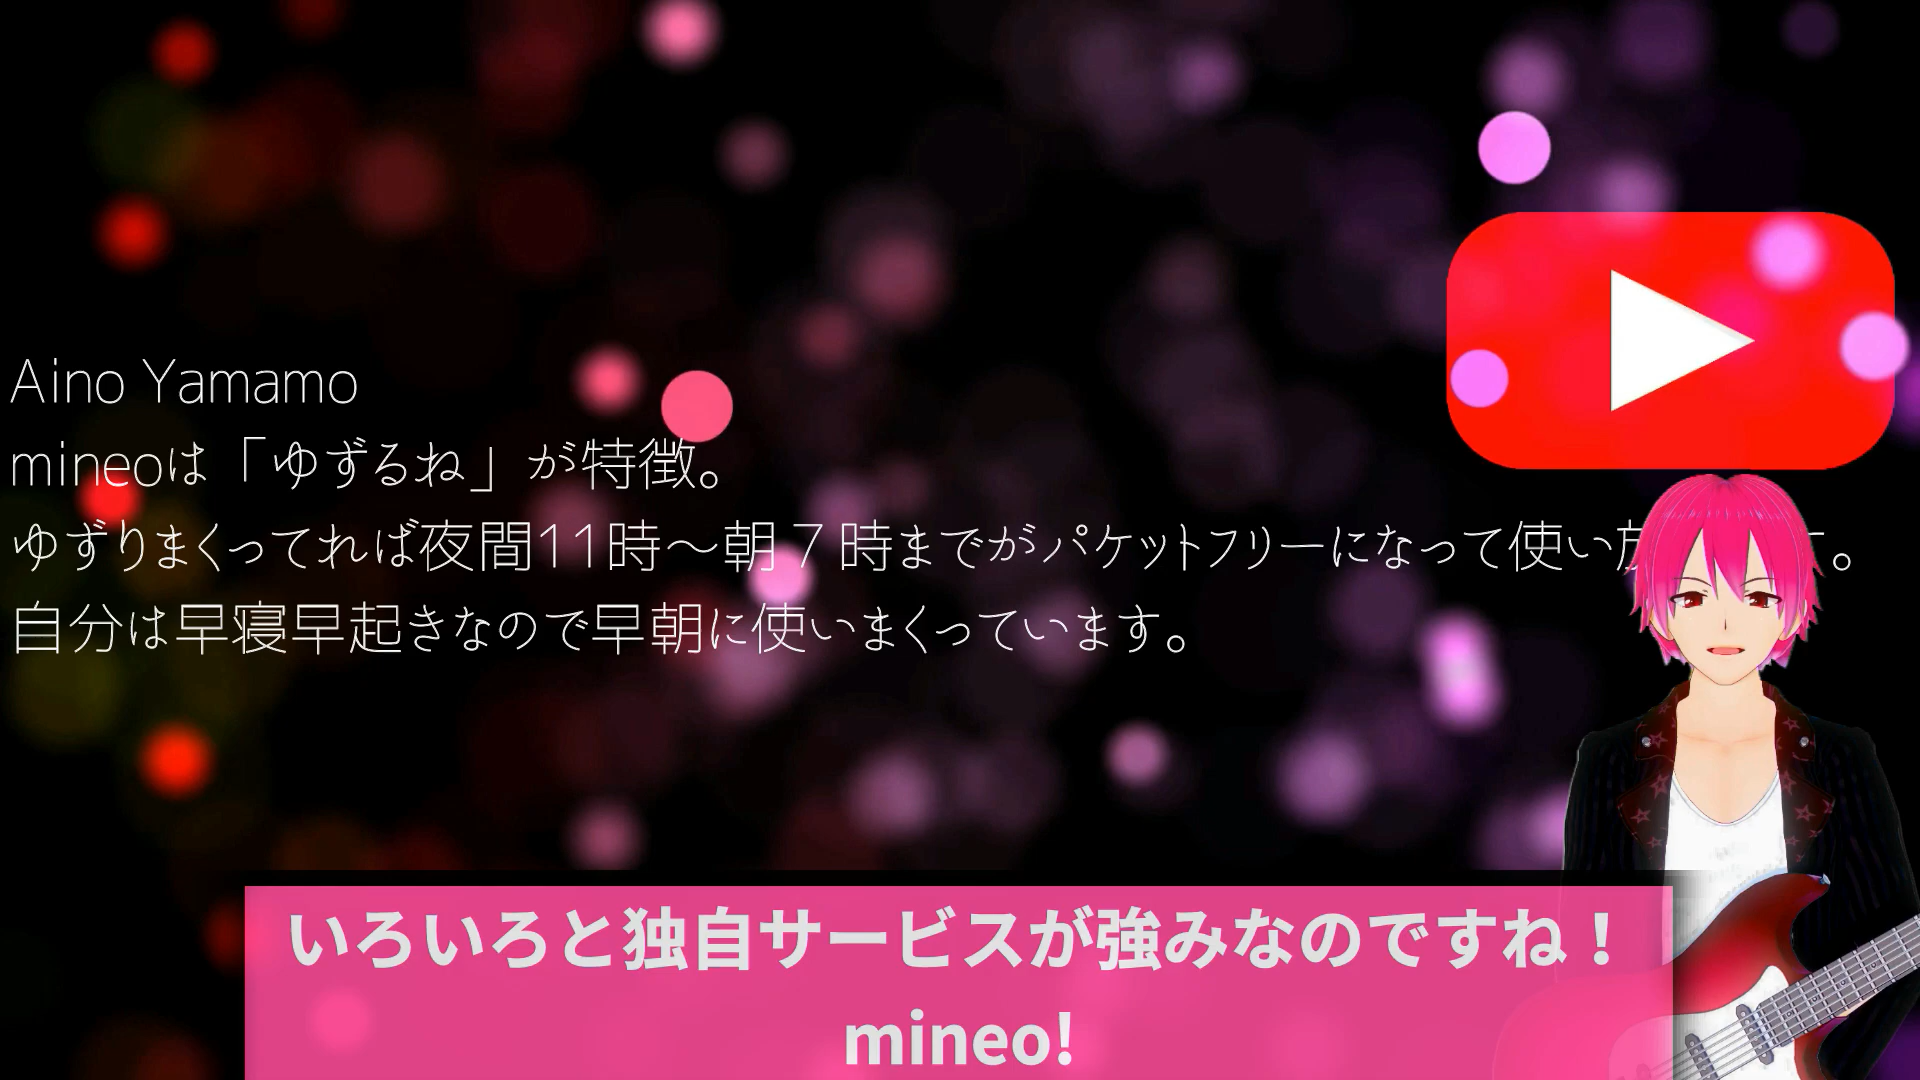 Aino Yamamo
mineoは「ゆずるね」が特徴。
ゆずりまくってれば夜間11時～朝７時までがパケットフリーになって使い す。
自分は早寝早起きなので早朝に使いまくっています。
いろいろと独自サービスが強みなのですね！
mineo!